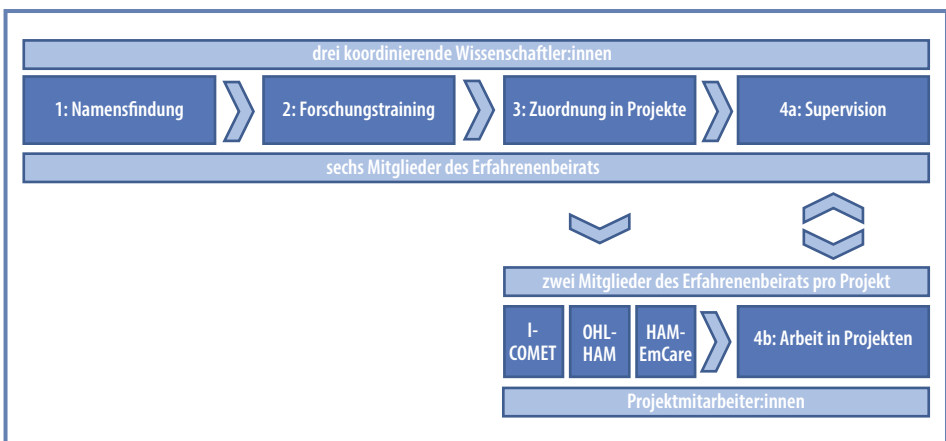 drei koordinierende Wissenschaftler:innen
1: Namensfindung
2: Forschungstraining
3: Zuordnung in Projekte
4a: Supervision
sechs Mitglieder des Erfahrenenbeirats
zwei Mitglieder des Erfahrenenbeirats pro Projekt
I-
COMET
OHL-
HAM
HAM-
EmCare
4b: Arbeit in Projekten
Projektmitarbeiter:innen